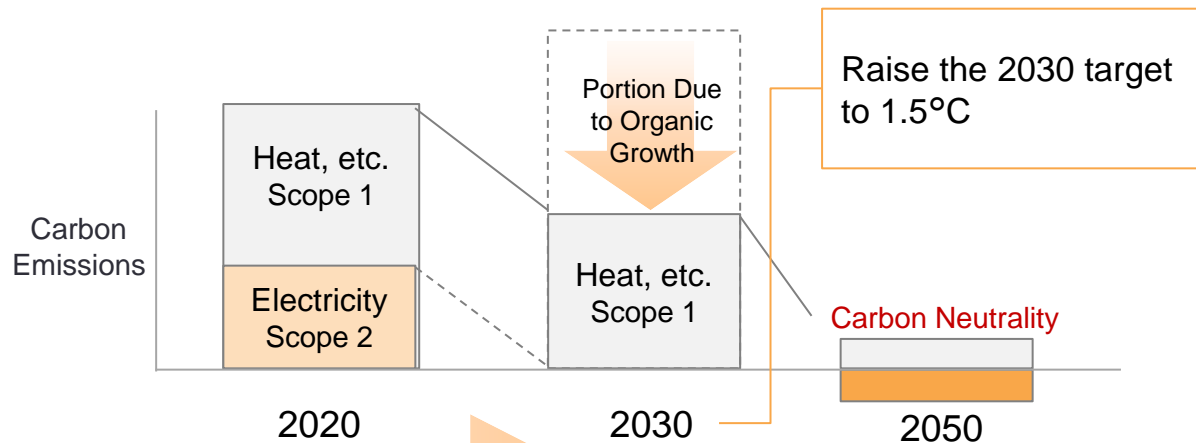 Raise the 2030 target
to 1.5°C
Portion Due
to Organic
Growth
Heat, etc.
Scope 1
Carbon
Emissions
Electricity
Scope 2
Heat, etc.
Scope 1
Carbon Neutrality
2020
2030
2050